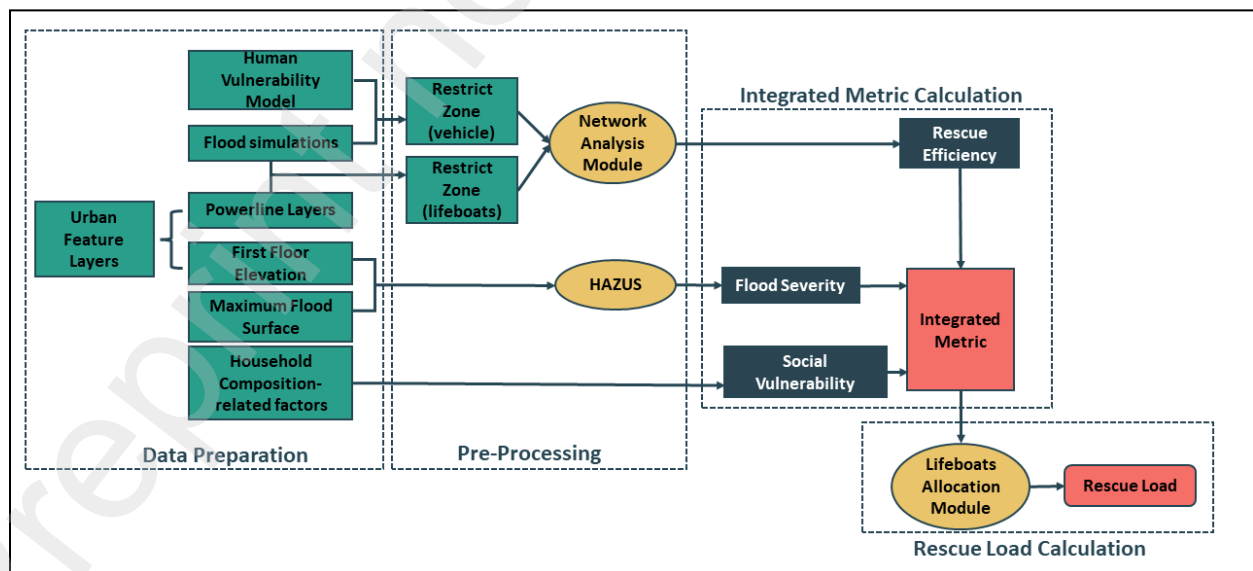 Human
Vulnerability
Model
Flood simulations
Powerline Layers
Urban
Feature
Layers
First Floor
Elevation
Maximum Flood
Surface
Household
Composition-
related factors
Data Preparation
Restrict
Zone
(vehicle)
Restrict
Zone
(lifeboats)
Network
Analysis
Module
HAZUS
Pre-Processing
Integrated Metric Calculation
Rescue
Efficiency
Flood Severity
Social
Vulnerability
Integrated
Metric
Lifeboats
Allocation
Module
Rescue Load
Rescue Load Calculation